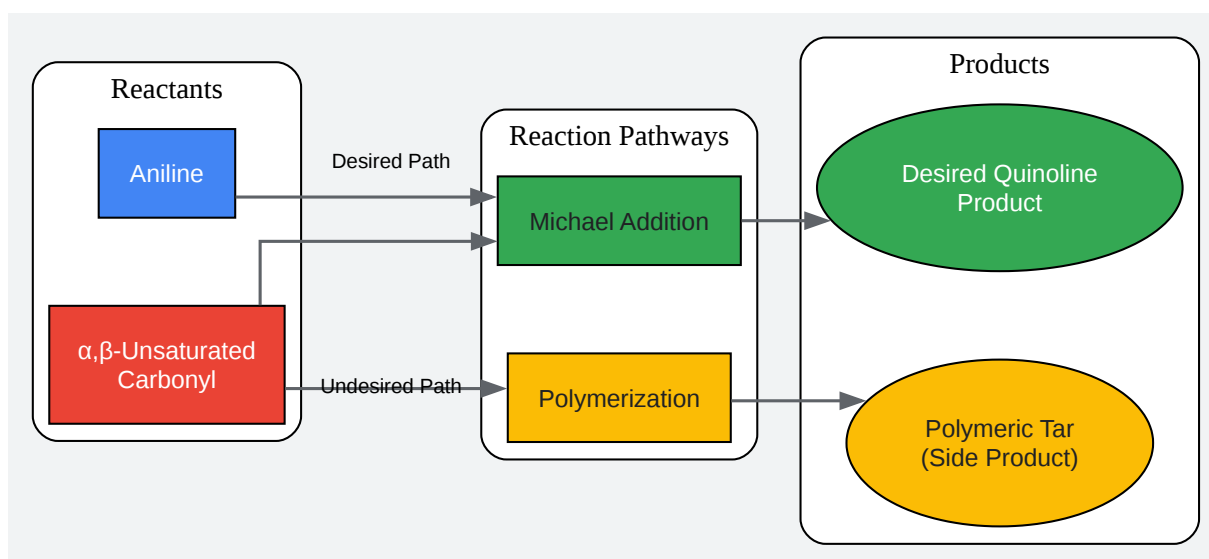 Reactants
Aniline
α,β-Unsaturated
Carbonyl
Desired Path
Undesired Path
Reaction Pathways
Michael Addition
Polymerization
Products
Desired Quinoline
Product
Polymeric Tar
(Side Product)